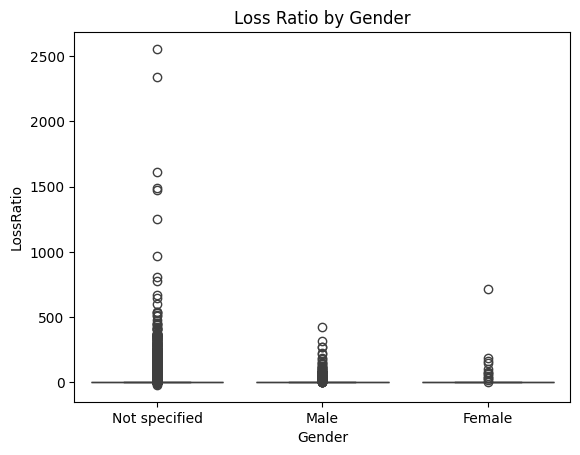 Loss Ratio by Gender
LossRatio
2500
2000
1500
1000
500
0
Not specified Male Female
Gender